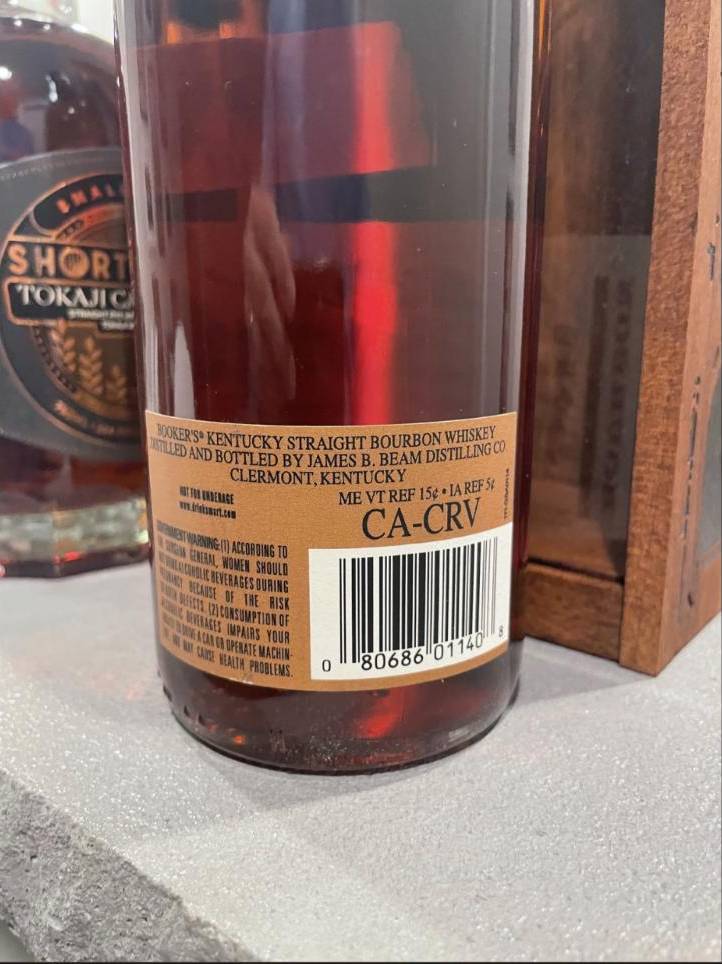 SMAL
SHORT
TOKAJI CA
BOOKER'S® KENTUCKY STRAIGHT BOURBON WHISKEY
DISTILLED AND BOTTLED BY JAMES B. BEAM DISTILLING CO.
CLERMONT, KENTUCKY
NOT FOR UNDERAGE
www.drinksmart.com
ME VT REF 15¢ • IA REF 5¢
CA-CRV
GOVERNMENT WARNING: (1) ACCORDING TO
SURGEON GENERAL, WOMEN SHOULD
ALCOHOLIC BEVERAGES DURING
BECAUSE OF THE RISK
DEFECTS. (2) CONSUMPTION OF
BEVERAGES IMPAIRS YOUR
TO DRIVE A CAR OR OPERATE MACHIN-
AND MAY CAUSE HEALTH PROBLEMS.
0 80686 01140 8